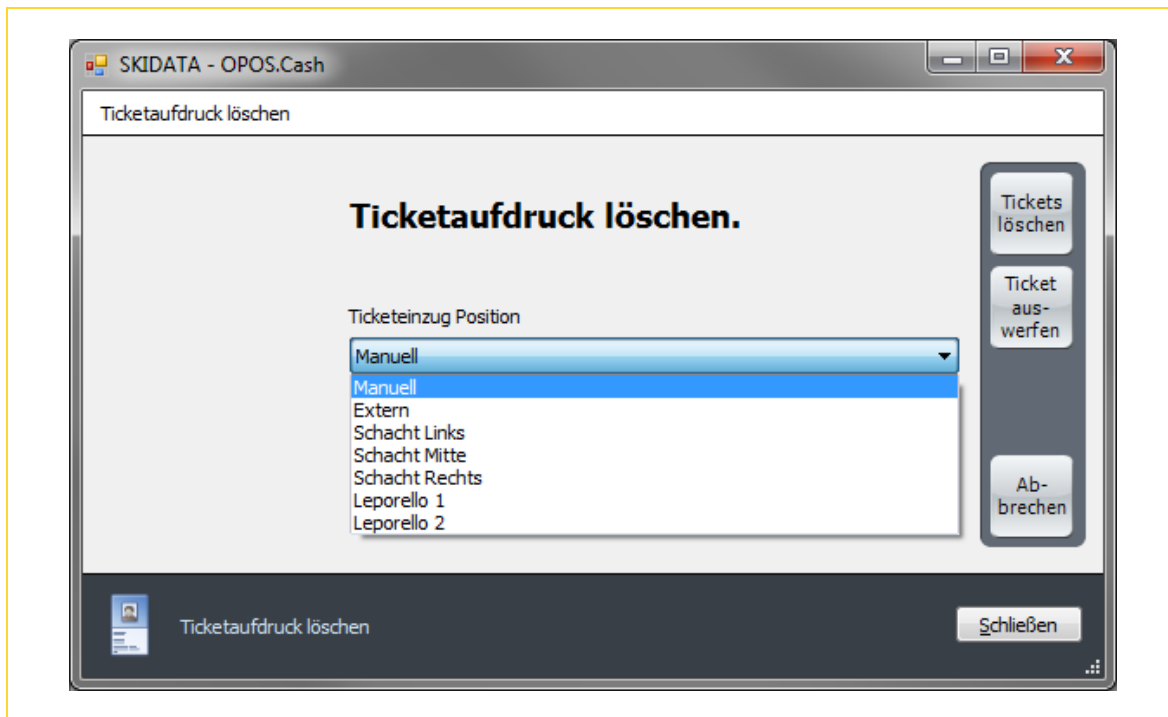 SKIDATA - OPOS.Cash
Ticketaufdruck löschen
Ticketaufdruck löschen.
Ticketeinzug Position
Manuell
Manuell
Extern
Schacht Links
Schacht Mitte
Schacht Rechts
Leporello 1
Leporello 2
Tickets
löschen
Ticket
aus-
werfen
Ab-
brechen
Ticketaufdruck löschen
Schließen